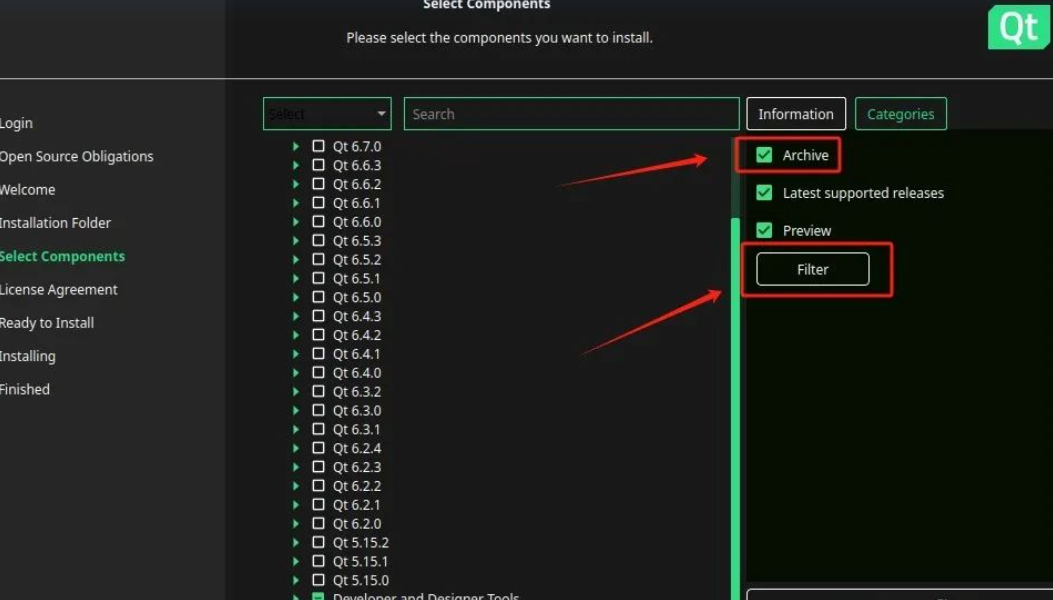 Select Components
Please select the components you want to install.
Qt
Login
Open Source Obligations
Welcome
Installation Folder
Select Components
License Agreement
Ready to Install
Installing
Finished
Select
Search
Information
Categories
Qt 6.7.0
Qt 6.6.3
Qt 6.6.2
Qt 6.6.1
Qt 6.6.0
Qt 6.5.3
Qt 6.5.2
Qt 6.5.1
Qt 6.5.0
Qt 6.4.3
Qt 6.4.2
Qt 6.4.1
Qt 6.4.0
Qt 6.3.2
Qt 6.3.0
Qt 6.3.1
Qt 6.2.4
Qt 6.2.3
Qt 6.2.2
Qt 6.2.1
Qt 6.2.0
Qt 5.15.2
Qt 5.15.1
Qt 5.15.0
Developer and Designer Tools
Archive
Latest supported releases
Preview
Filter